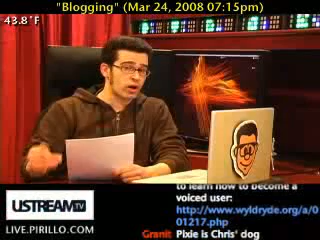 "Blogging" (Mar 24, 2008 07:15pm)
43.8°F
to learn how to become a
voiced user:
http://www.wyldryde.org/a/0
01217.php
Granit Pixie is Chris' dog
USTREAM TV
LIVE.PIRILLO.COM